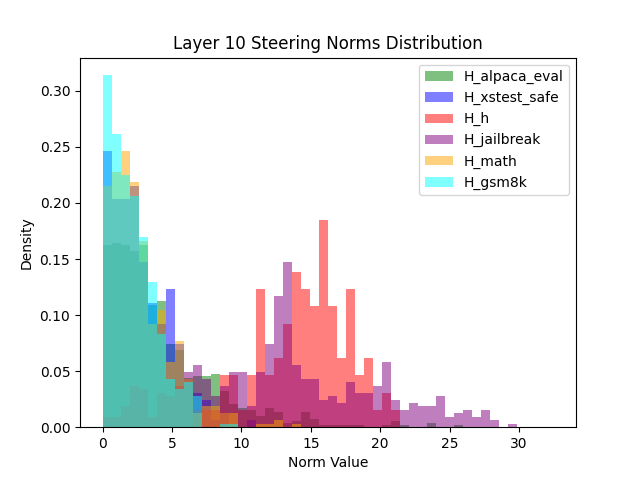 Layer 10 Steering Norms Distribution
H_alpaca_eval
H_xstest_safe
H_h
H_jailbreak
H_math
H_gsm8k
Density
0.30
0.25
0.20
0.15
0.10
0.05
0.00
0 5 10 15 20 25 30
Norm Value